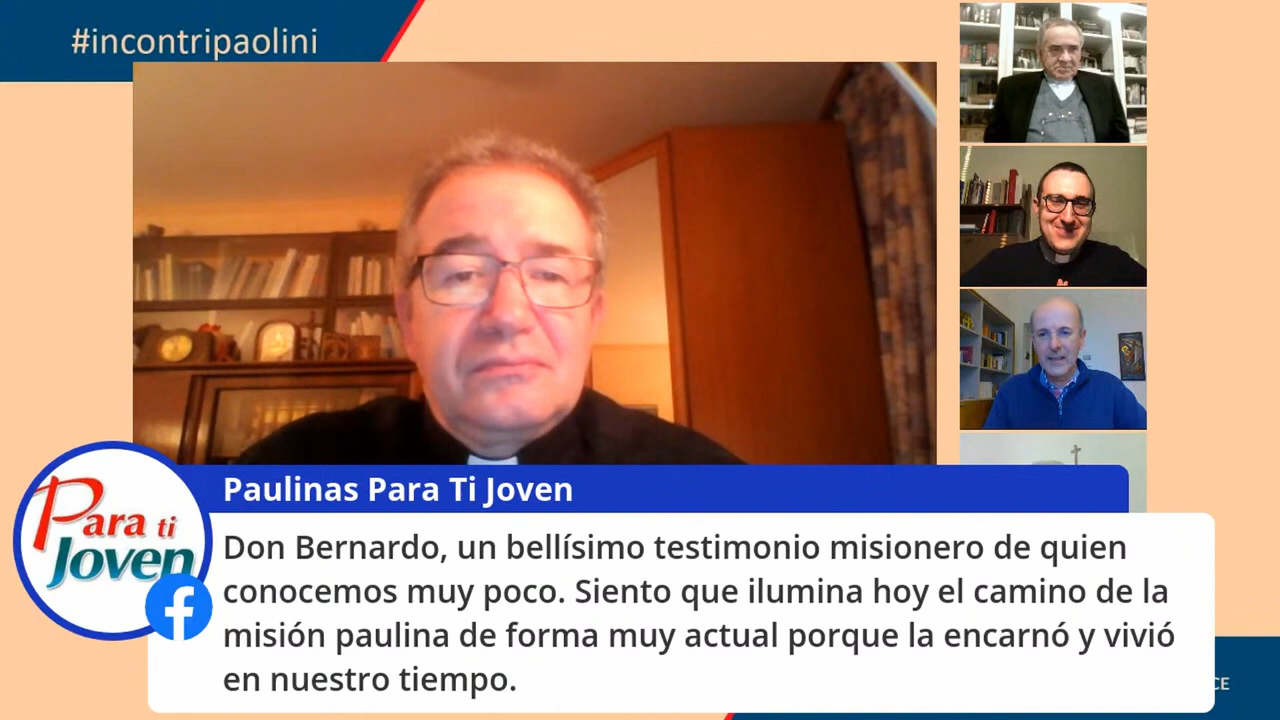 #incontripaolini
Paulinas Para Ti Joven
Para ti
Joven
Don Bernardo, un bellísimo testimonio misionero de quien
conocemos muy poco. Siento que ilumina hoy el camino de la
misión paulina de forma muy actual porque la encarnó y vivió
en nuestro tiempo.